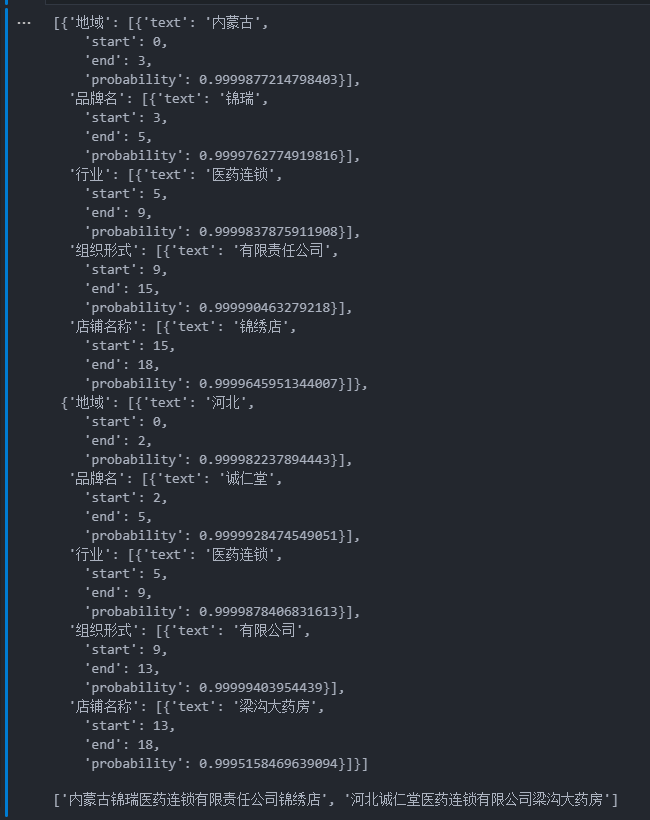 ... [{'地域': [{'text': '内蒙古',
'start': 0,
'end': 3,
'probability': 0.9999877214798403}],
'品牌名': [{'text': '锦瑞',
'start': 3,
'end': 5,
'probability': 0.9999762774919816}],
'行业': [{'text': '医药连锁',
'start': 5,
'end': 9,
'probability': 0.9999837875911908}],
'组织形式': [{'text': '有限责任公司',
'start': 9,
'end': 15,
'probability': 0.999990463279218}],
'店铺名称': [{'text': '锦绣店',
'start': 15,
'end': 18,
'probability': 0.9999645951344007}]},
{'地域': [{'text': '河北',
'start': 0,
'end': 2,
'probability': 0.999982237894443}],
'品牌名': [{'text': '诚仁堂',
'start': 2,
'end': 5,
'probability': 0.9999928474549051}],
'行业': [{'text': '医药连锁',
'start': 5,
'end': 9,
'probability': 0.9999878406831613}],
'组织形式': [{'text': '有限公司',
'start': 9,
'end': 13,
'probability': 0.99999403954439}],
'店铺名称': [{'text': '梁沟大药房',
'start': 13,
'end': 18,
'probability': 0.9995158469639094}]}]
['内蒙古锦瑞医药连锁有限责任公司锦绣店', '河北诚仁堂医药连锁有限公司梁沟大药房']